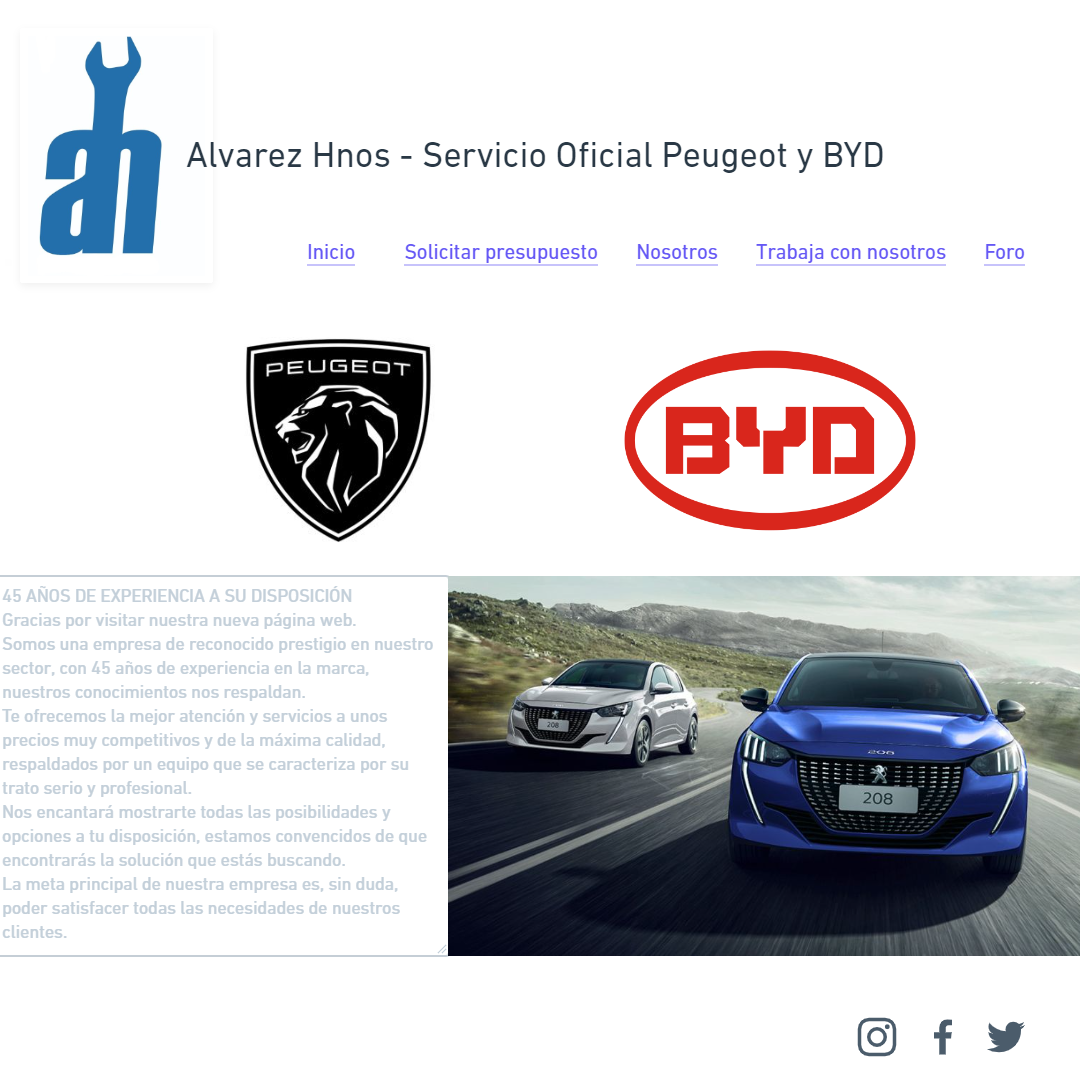 ah
Alvarez Hnos - Servicio Oficial Peugeot y BYD
Inicio
Solicitar presupuesto
Nosotros
Trabaja con nosotros
Foro
PEUGEOT
BYD
45 AÑOS DE EXPERIENCIA A SU DISPOSICIÓN
Gracias por visitar nuestra nueva página web.
Somos una empresa de reconocido prestigio en nuestro
sector, con 45 años de experiencia en la marca,
nuestros conocimientos nos respaldan.
Te ofrecemos la mejor atención y servicios a unos
precios muy competitivos y de la máxima calidad,
respaldados por un equipo que se caracteriza por su
trato serio y profesional.
Nos encantará mostrarte todas las posibilidades y
opciones a tu disposición, estamos convencidos de que
encontrarás la solución que estás buscando.
La meta principal de nuestra empresa es, sin duda,
poder satisfacer todas las necesidades de nuestros
clientes.
208
208
208